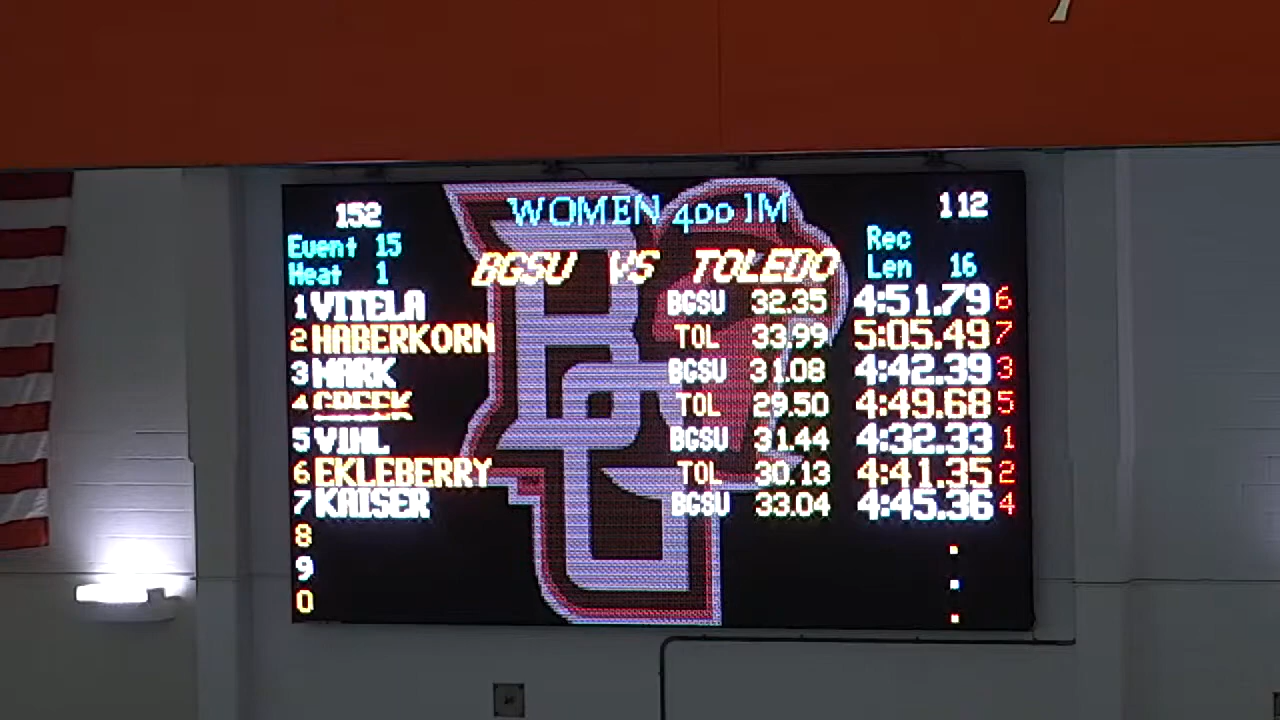 152 WOMEN 400 IM 112
Event 15 Rec
Heat 1 BGSU VS TOLEDO Len 16
1 VITELA BGSU 32.35 4:51.79 6
2 HABERKORN TOL 33.99 5:05.49 7
3 MARK BGSU 31.08 4:42.39 3
4 GREEK TOL 29.50 4:49.68 5
5 VIHL BGSU 31.44 4:32.33 1
6 EKLEBERRY TOL 30.13 4:41.35 2
7 KAISER BGSU 33.04 4:45.36 4
8 .
9 .
0 .